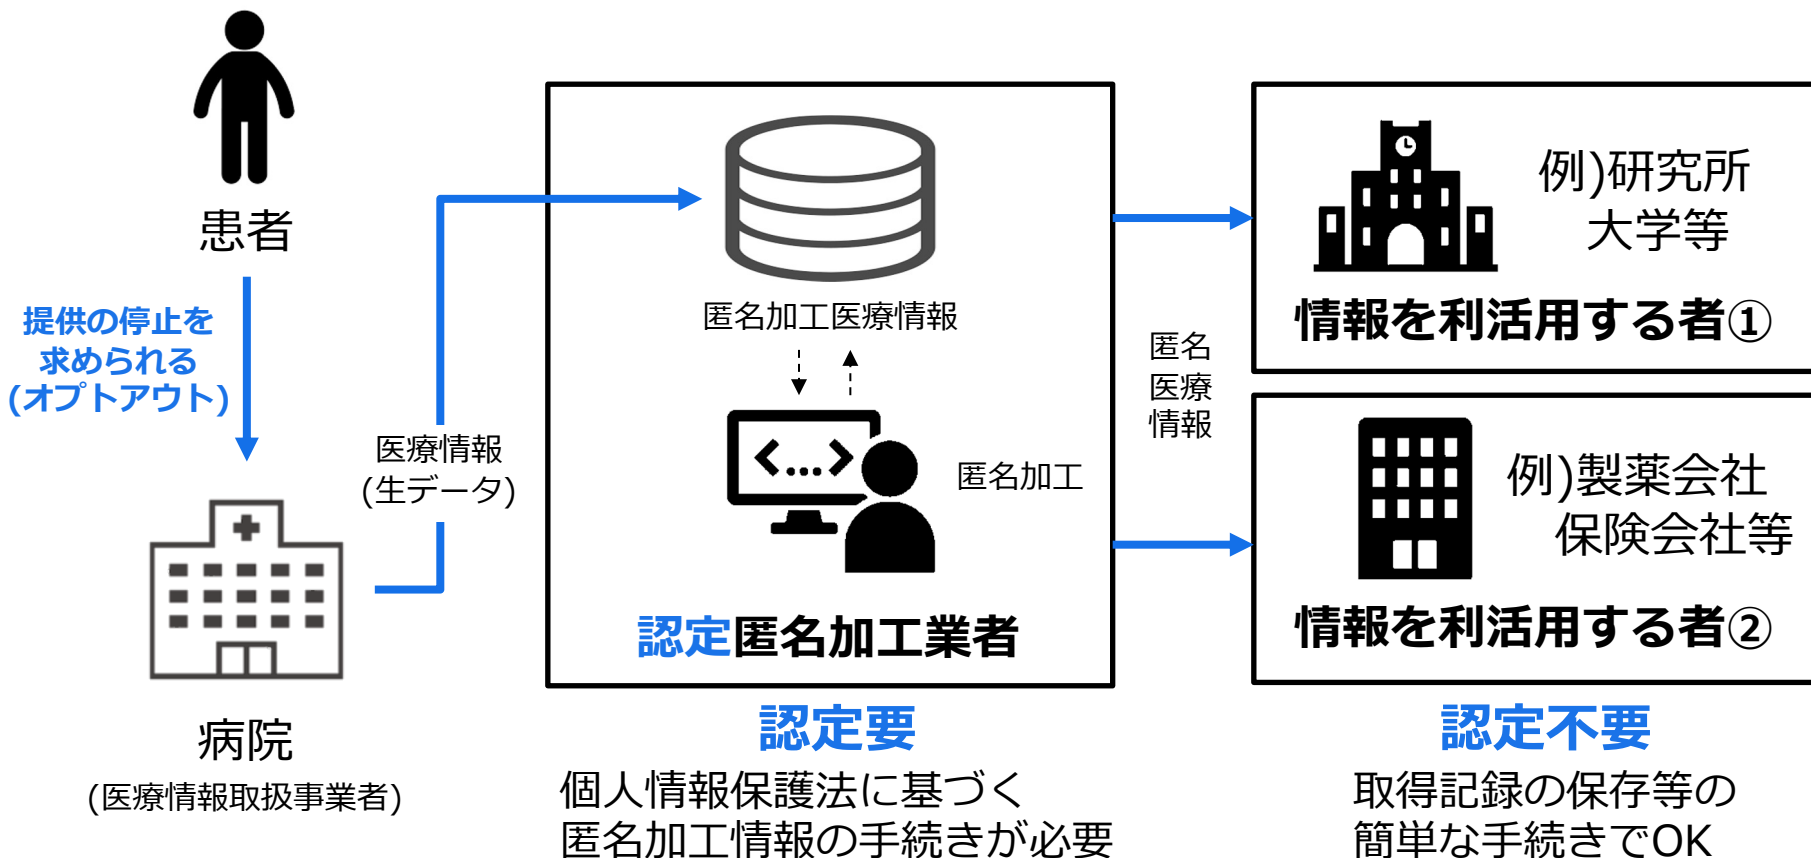 患者
提供の停止を
求められる
(オプトアウト)
病院
(医療情報取扱事業者)
医療情報
(生データ)
匿名加工医療情報
<...>
匿名加工
認定匿名加工業者
認定要
個人情報保護法に基づく
匿名加工情報の手続きが必要
匿名
医療
情報
例)研究所
大学等
情報を利活用する者①
例)製薬会社
保険会社等
情報を利活用する者②
認定不要
取得記録の保存等の
簡単な手続きでOK